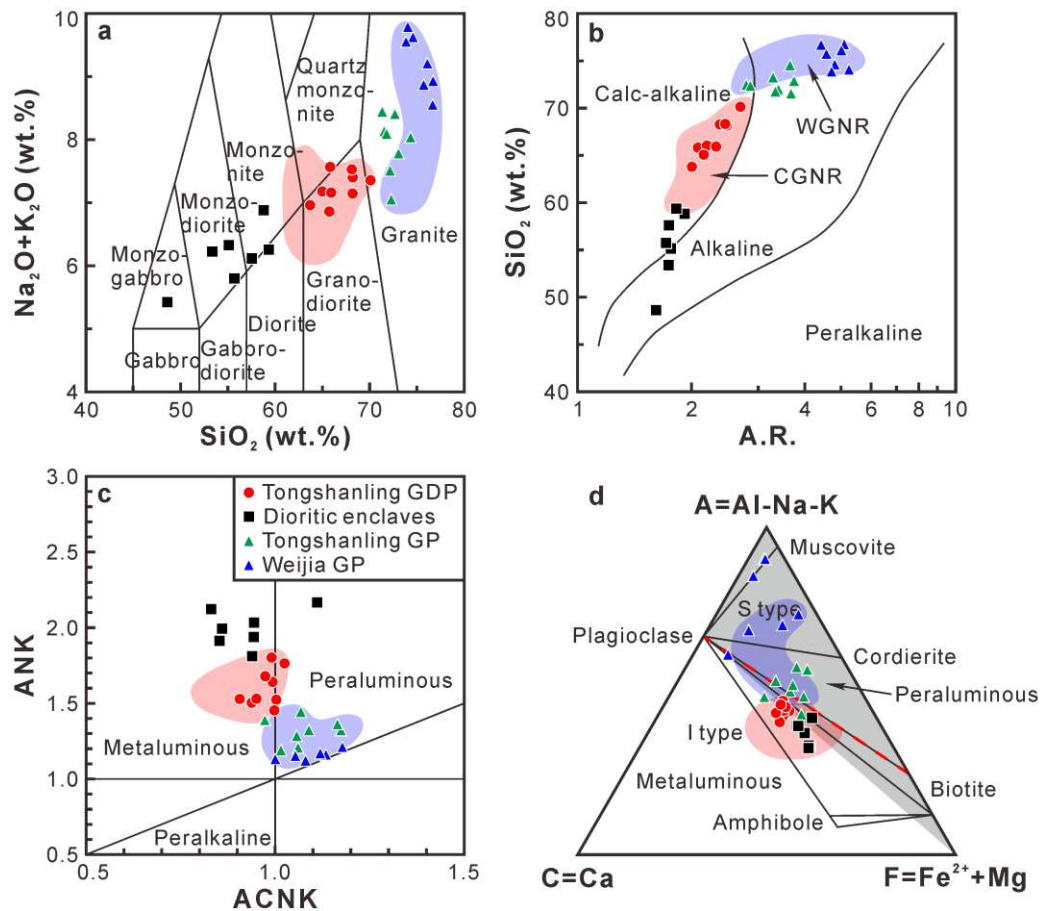 a
Na₂O+K₂O (wt.%)
10
8
6
4
40
50
60
70
80
SiO₂ (wt.%)
Quartz
monzo-
nite
Monzo-
nite
Monzo-
diorite
Monzo-
gabbro
Gabbro
Gabbro-
diorite
Diorite
Grano-
diorite
Granite
b
SiO₂ (wt.%)
80
70
60
50
40
1
2
4
6
8
10
A.R.
Calc-alkaline
WGNR
CGNR
Alkaline
Peralkaline
c
ANK
3.0
2.5
2.0
1.5
1.0
0.5
0.5
1.0
1.5
ACNK
Tongshanling GDP
Dioritic enclaves
Tongshanling GP
Weijia GP
Peraluminous
Metaluminous
Peralkaline
d
A=Al-Na-K
Muscovite
S type
Plagioclase
Cordierite
Peraluminous
I type
Metaluminous
Biotite
Amphibole
C=Ca
F=Fe²⁺+Mg